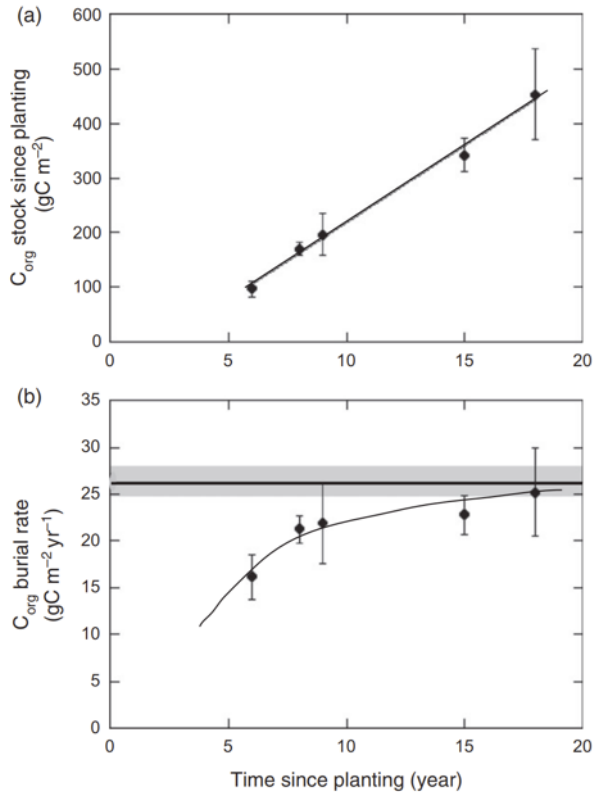 (a)
600
500
400
300
200
100
0
C_org stock since planting
(gC m⁻²)
0 5 10 15 20
(b)
35
30
25
20
15
10
5
0
C_org burial rate
(gC m⁻² yr⁻¹)
0 5 10 15 20
Time since planting (year)